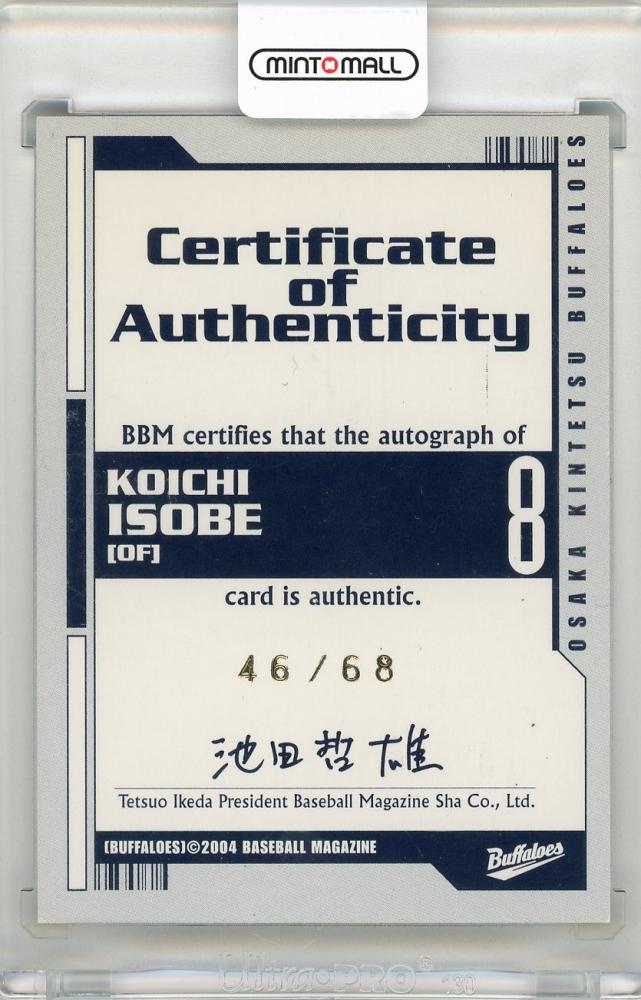 MINTOMALL
OSAKA KINTETSU BUFFALOES
Certificate
of
Authenticity
BBM certifies that the autograph of
KOICHI
ISOBE
[OF]
8
card is authentic.
46/68
池田哲雄
Tetsuo Ikeda President Baseball Magazine Sha Co., Ltd.
(BUFFALOES)©2004 BASEBALL MAGAZINE
Buffaloes
Ultra•PRO® 130